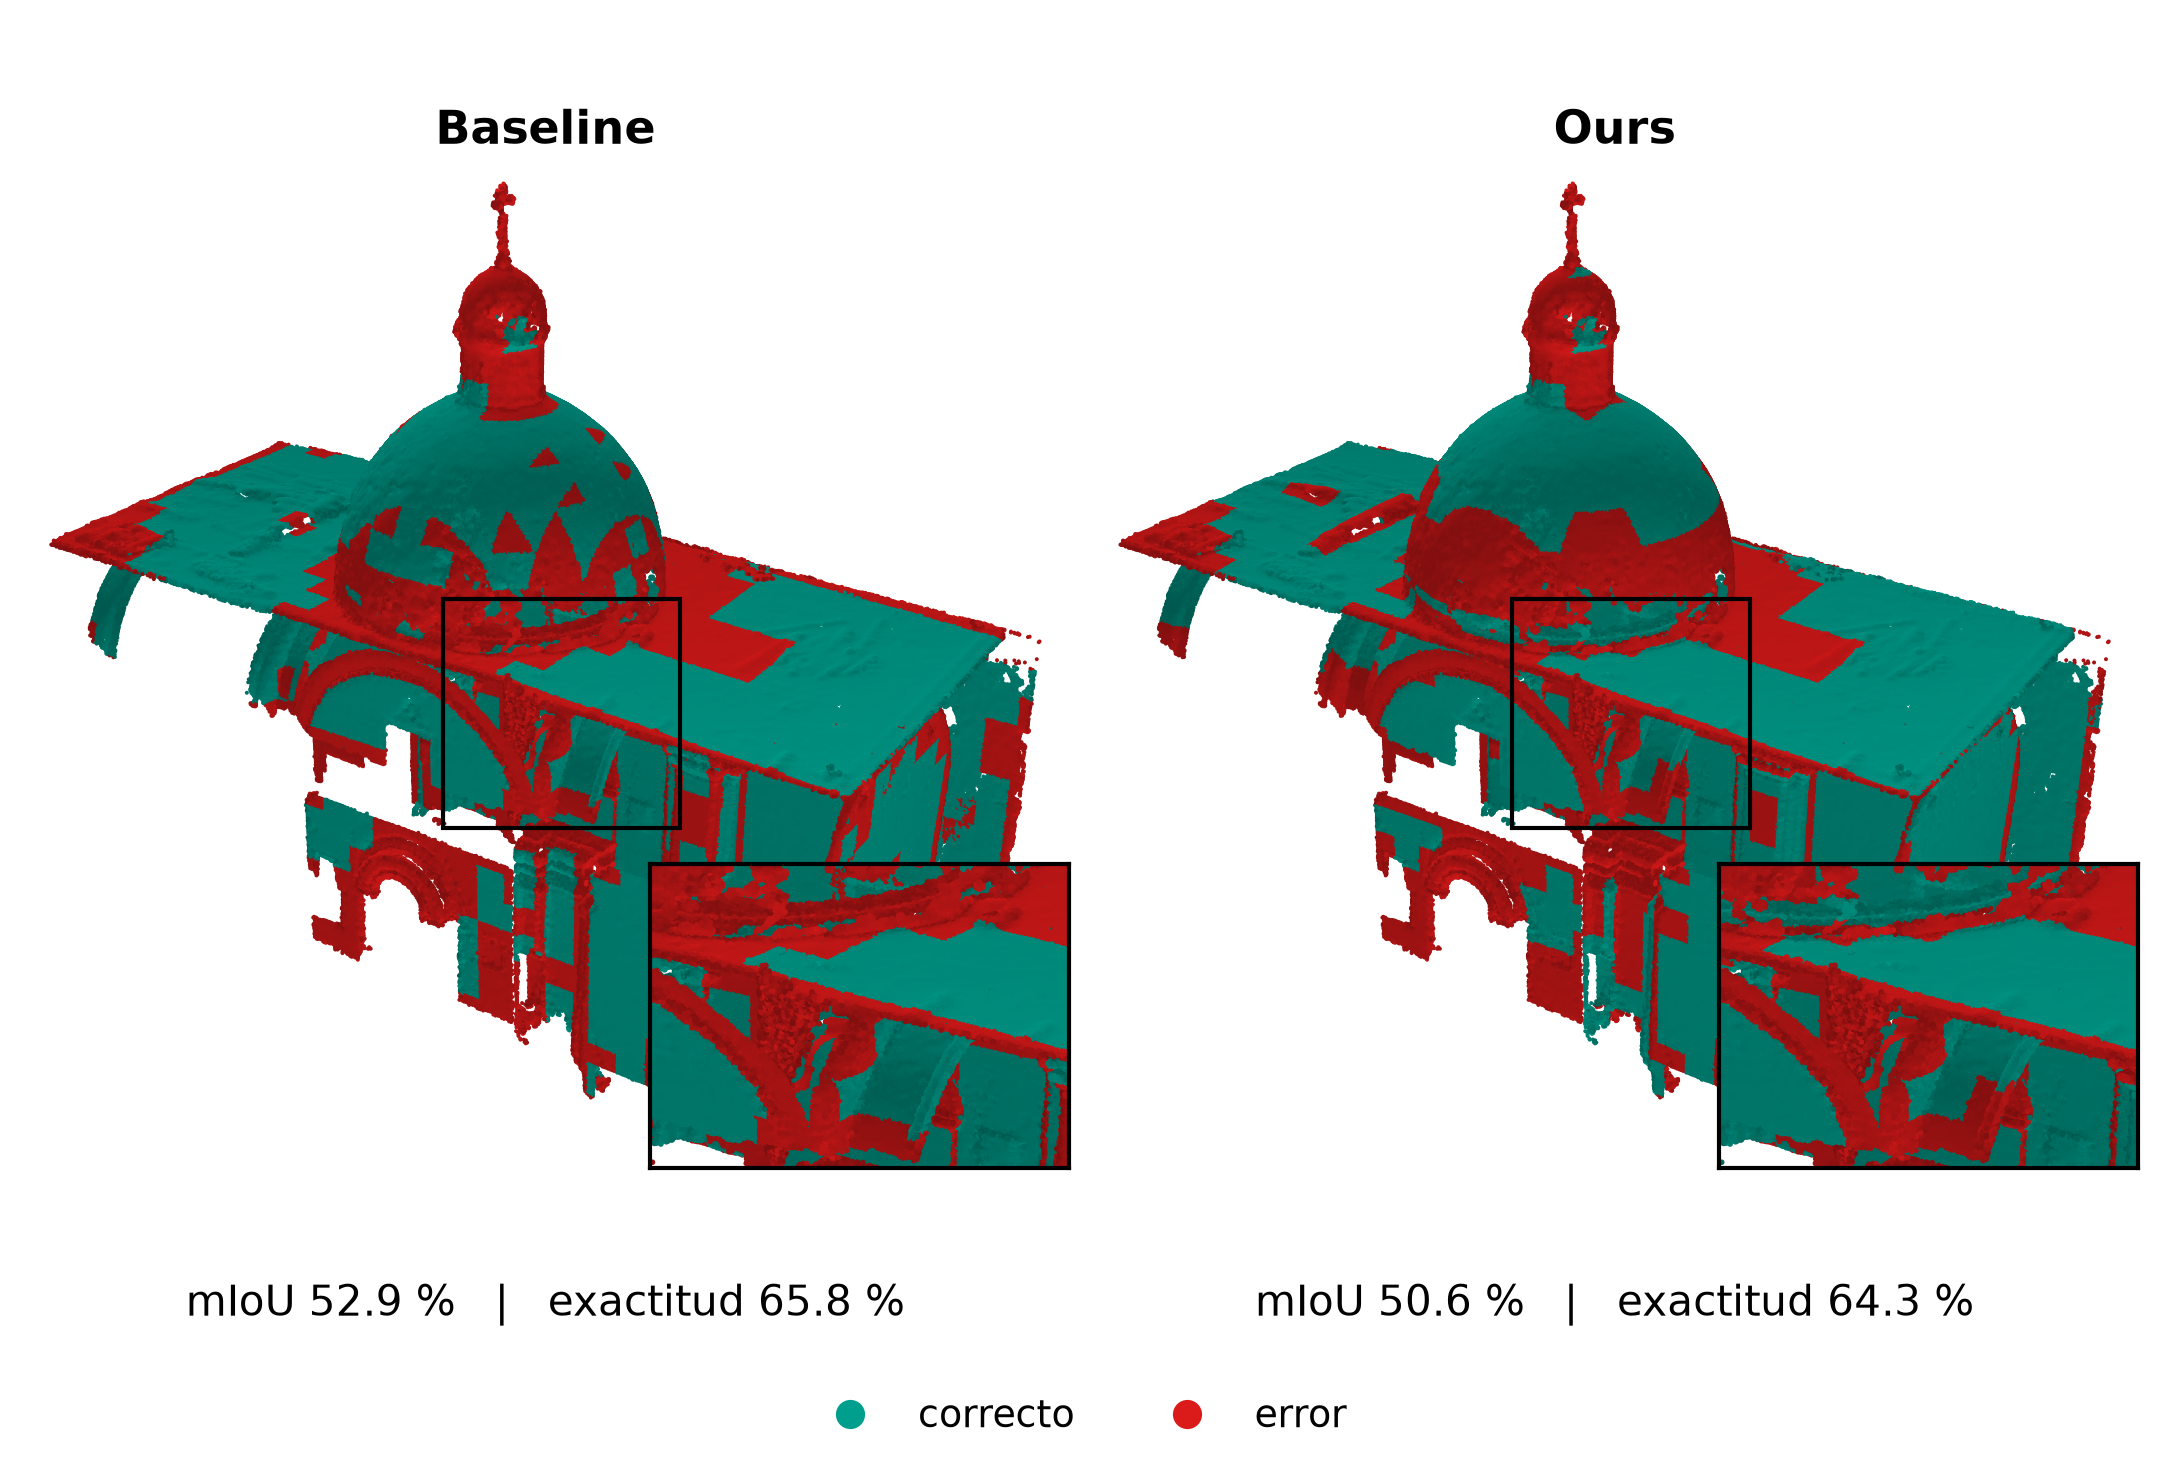 Baseline
Ours
mIoU 52.9 % | exactitud 65.8 %
mIoU 50.6 % | exactitud 64.3 %
correcto
error